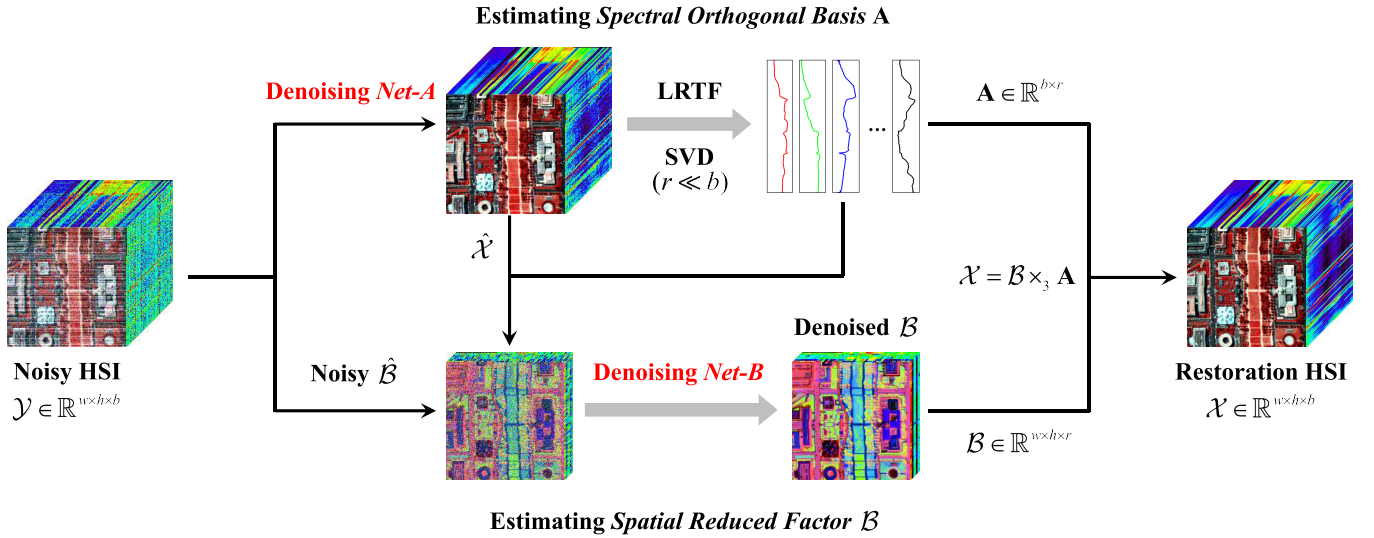 Estimating Spectral Orthogonal Basis A
Denoising Net-A
LRTF
SVD
(r ≪ b)
...
A ∈ ℝ^{b×r}
𝒳̂
Noisy HSI
𝒴 ∈ ℝ^{w×h×b}
Noisy ℬ̂
Denoising Net-B
Denoised ℬ
𝒳 = ℬ ×₃ A
ℬ ∈ ℝ^{w×h×r}
Restoration HSI
𝒳 ∈ ℝ^{w×h×b}
Estimating Spatial Reduced Factor ℬ